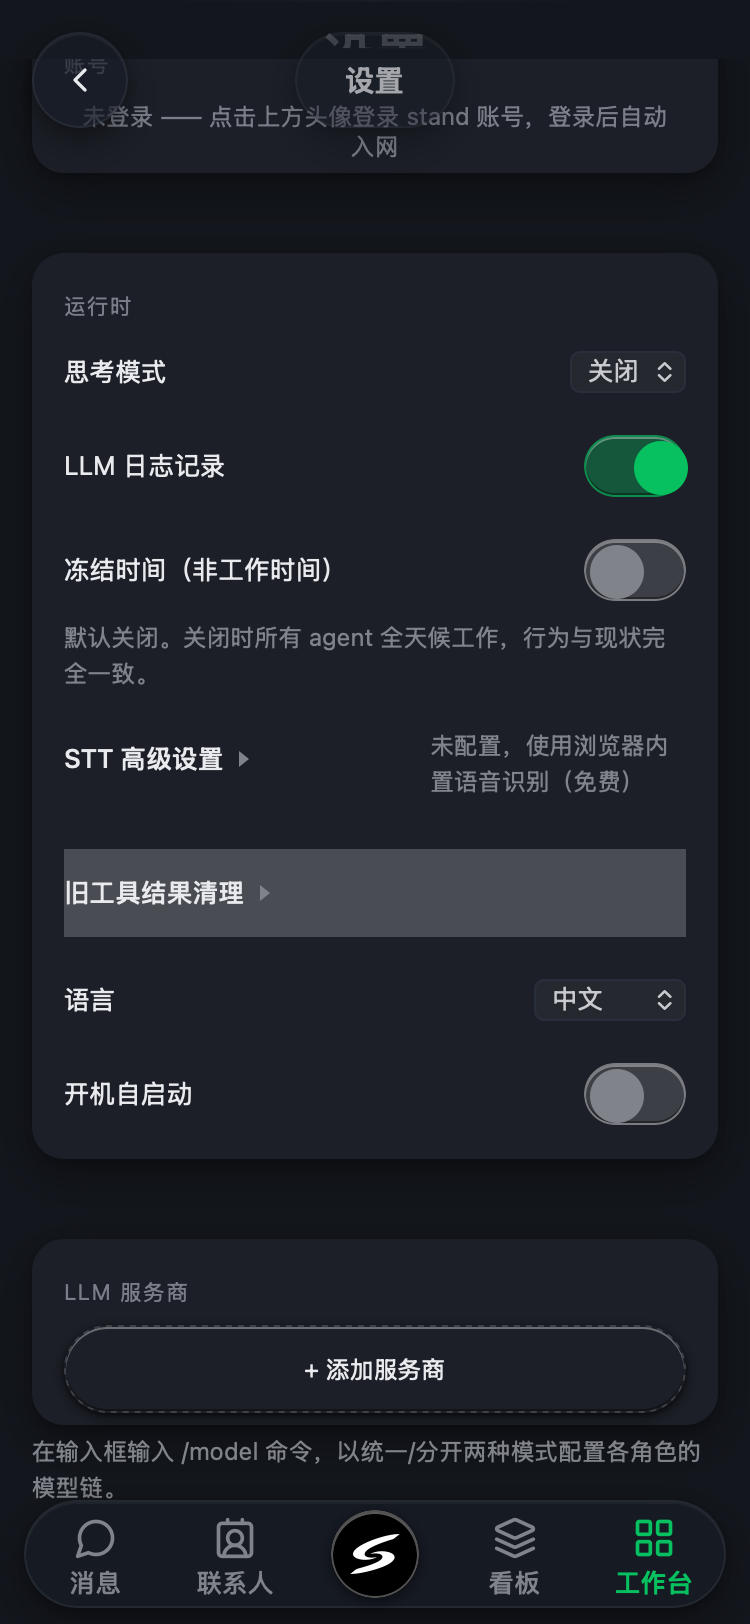 账号
设置
未登录 —— 点击上方头像登录 stand 账号，登录后自动
入网
运行时
思考模式
关闭
LLM 日志记录
冻结时间（非工作时间）
默认关闭。关闭时所有 agent 全天候工作，行为与现状完
全一致。
STT 高级设置
未配置，使用浏览器内
置语音识别（免费）
旧工具结果清理
语言
中文
开机自启动
LLM 服务商
+ 添加服务商
在输入框输入 /model 命令，以统一/分开两种模式配置各角色的
模型链。
消息
联系人
看板
工作台